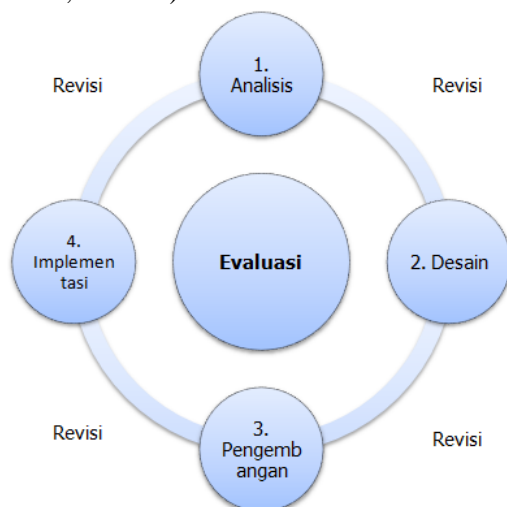 1.
Analisis
Revisi
Revisi
4.
Implemen
tasi
Evaluasi
2. Desain
3.
Pengemb
angan
Revisi
Revisi